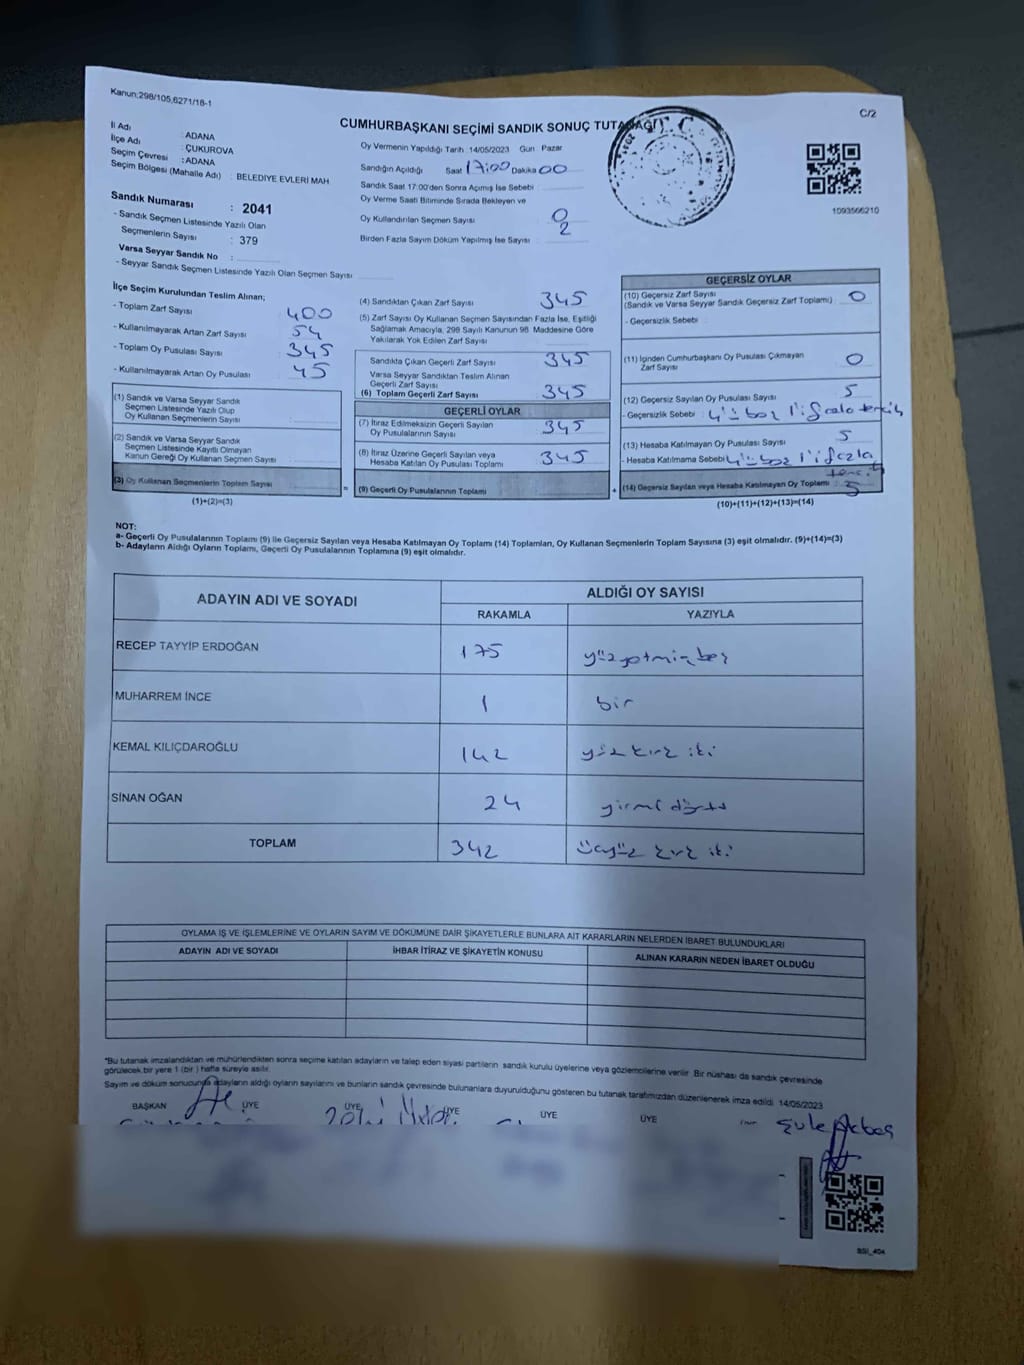 Kanun:298/105,6271/18-1
C/2
CUMHURBAŞKANI SEÇİMİ SANDIK SONUÇ TUTANAĞI
İl Adı : ADANA
İlçe Adı : ÇUKUROVA
Seçim Çevresi : ADANA
Seçim Bölgesi (Mahalle Adı) : BELEDİYE EVLERİ MAH
Sandık Numarası : 2041
- Sandık Seçmen Listesinde Yazılı Olan
Seçmenlerin Sayısı : 379
Varsa Seyyar Sandık No :
- Seyyar Sandık Seçmen Listesinde Yazılı Olan Seçmen Sayısı
Oy Vermenin Yapıldığı Tarih 14/05/2023 Gün Pazar
Sandığın Açıldığı Saat 17:00 Dakika 00
Sandık Saat 17:00'den Sonra Açımış İse Sebebi
Oy Verme Saati Bitiminde Sırada Bekleyen ve
Oy Kullandırılan Seçmen Sayısı 0
2
Birden Fazla Sayım Döküm Yapılmış İse Sayısı
1093566210
İlçe Seçim Kurulundan Teslim Alınan;
- Toplam Zarf Sayısı 400
- Kullanılmayarak Artan Zarf Sayısı 54
- Toplam Oy Pusulası Sayısı 345
- Kullanılmayarak Artan Oy Pusulası 45
(1) Sandık ve Varsa Seyyar Sandık
Seçmen Listesinde Yazılı Olup
Oy Kullanan Seçmenlerin Sayısı
(2) Sandık ve Varsa Seyyar Sandık
Seçmen Listesinde Kayıtlı Olmayan
Kanun Gereği Oy Kullanan Seçmen Sayısı
(3) Oy Kullanan Seçmenlerin Toplam Sayısı
(1)+(2)=(3)
(4) Sandıktan Çıkan Zarf Sayısı 345
(5) Zarf Sayısı Oy Kullanan Seçmen Sayısından Fazla İse, Eşitliği
Sağlamak Amacıyla, 298 Sayılı Kanunun 98. Maddesine Göre
Yakılarak Yok Edilen Zarf Sayısı
Sandıkta Çıkan Geçerli Zarf Sayısı 345
Varsa Seyyar Sandıktan Teslim Alınan
Geçerli Zarf Sayısı
(6) Toplam Geçerli Zarf Sayısı 345
GEÇERLİ OYLAR
(7) İtiraz Edilmeksizin Geçerli Sayılan
Oy Pusulalarının Sayısı 345
(8) İtiraz Üzerine Geçerli Sayılan veya
Hesaba Katılan Oy Pusulası Toplamı 345
= (9) Geçerli Oy Pusulalarının Toplamı +
GEÇERSİZ OYLAR
(10) Geçersiz Zarf Sayısı
(Sandık ve Varsa Seyyar Sandık Geçersiz Zarf Toplamı) 0
- Geçersizlik Sebebi
(11) İçinden Cumhurbaşkanı Oy Pusulası Çıkmayan
Zarf Sayısı 0
(12) Geçersiz Sayılan Oy Pusulası Sayısı 5
- Geçersizlik Sebebi : 4'ü boş 1'i fazla tercih
(13) Hesaba Katılmayan Oy Pusulası Sayısı 5
- Hesaba Katılmama Sebebi 4'ü boş 1'i fazla
tercih
(14) Geçersiz Sayılan veya Hesaba Katılmayan Oy Toplamı : 5
(10)+(11)+(12)+(13)=(14)
NOT:
a- Geçerli Oy Pusulalarının Toplamı (9) ile Geçersiz Sayılan veya Hesaba Katılmayan Oy Toplamı (14) Toplamları, Oy Kullanan Seçmenlerin Toplam Sayısına (3) eşit olmalıdır. (9)+(14)=(3)
b- Adayların Aldığı Oyların Toplamı, Geçerli Oy Pusulalarının Toplamına (9) eşit olmalıdır.
ADAYIN ADI VE SOYADI
ALDIĞI OY SAYISI
RAKAMLA YAZIYLA
RECEP TAYYİP ERDOĞAN 175 yüzyetmişbeş
MUHARREM İNCE 1 bir
KEMAL KILIÇDAROĞLU 142 yüz kırk iki
SİNAN OĞAN 24 yirmi dört
TOPLAM 342 üçyüz kırk iki
OYLAMA İŞ VE İŞLEMLERİNE VE OYLARIN SAYIM VE DÖKÜMÜNE DAİR ŞİKAYETLERLE BUNLARA AİT KARARLARIN NELERDEN İBARET BULUNDUKLARI
ADAYIN ADI VE SOYADI İHBAR İTİRAZ VE ŞİKAYETİN KONUSU ALINAN KARARIN NEDEN İBARET OLDUĞU
*Bu tutanak imzalandıktan ve mühürlendikten sonra seçime katılan adayların ve talep eden siyasi partilerin sandık kurulu üyelerine veya gözlemcilerine verilir. Bir nüshası da sandık çevresinde
görülecek bir yere 1 (bir ) hafta süreyle asılır.
Sayım ve döküm sonucunda adayların aldığı oyların sayılarını ve bunların sandık çevresinde bulunanlara duyurulduğunu gösteren bu tutanak tarafımızdan düzenlenerek imza edildi. 14/05/2023
BAŞKAN ÜYE ÜYE ÜYE ÜYE ÜYE
Şule Akbaş
BSI_404